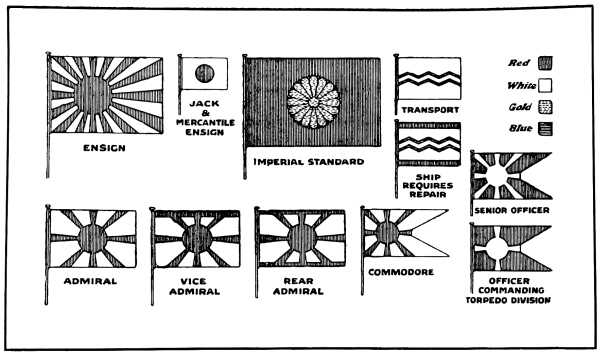 ENSIGN
JACK
&
MERCANTILE
ENSIGN
IMPERIAL STANDARD
TRANSPORT
SHIP
REQUIRES
REPAIR
Red
White
Gold
Blue
SENIOR OFFICER
ADMIRAL
VICE
ADMIRAL
REAR
ADMIRAL
COMMODORE
OFFICER
COMMANDING
TORPEDO DIVISION